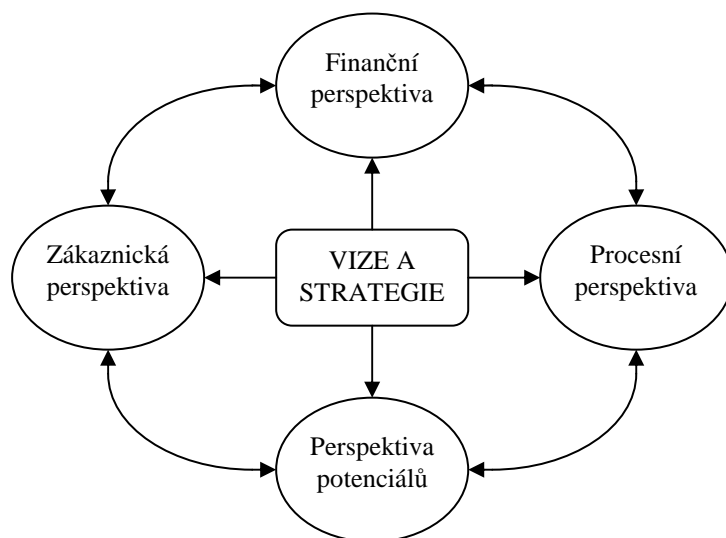 Finanční
perspektiva
Zákaznická
perspektiva
VIZE A
STRATEGIE
Procesní
perspektiva
Perspektiva
potenciálů